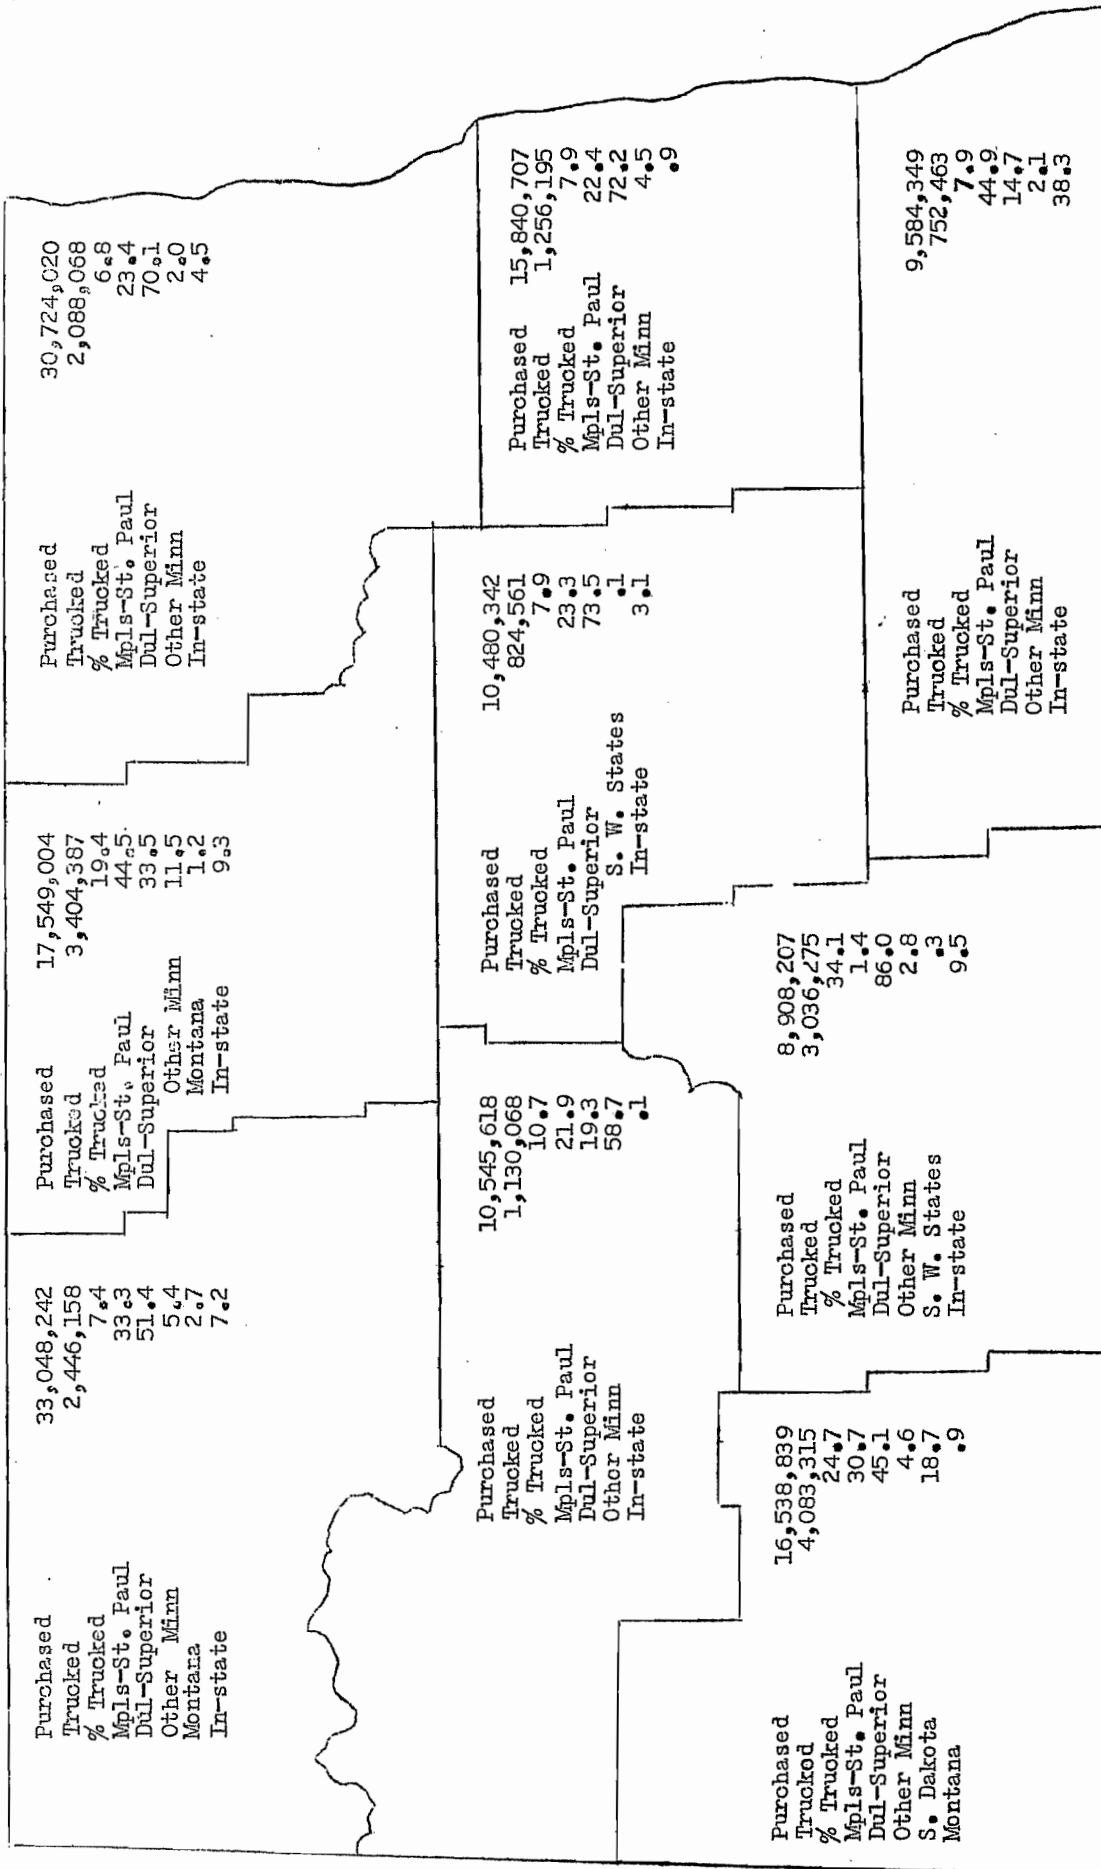 Purchased 33,048,242
Trucked 2,446,158
% Trucked 7.4
Mpls-St. Paul 33.3
Dul-Superior 51.4
Other Minn 5.4
Montana 2.7
In-state 7.2
Purchased 17,549,004
Trucked 3,404,387
% Trucked 19.4
Mpls-St. Paul 44.5
Dul-Superior 33.5
Other Minn 11.5
Montana 1.2
In-state 9.3
Purchased 30,724,020
Trucked 2,088,068
% Trucked 6.8
Mpls-St. Paul 23.4
Dul-Superior 70.1
Other Minn 2.0
In-state 4.5
Purchased 10,545,618
Trucked 1,130,068
% Trucked 10.7
Mpls-St. Paul 21.9
Dul-Superior 19.3
Othor Minn 58.7
In-state .1
Purchased 10,480,342
Trucked 824,561
% Trucked 7.9
Mpls-St. Paul 23.3
Dul-Superior 73.5
S. W. States .1
In-state 3.1
Purchased 15,840,707
Trucked 1,256,195
% Trucked 7.9
Mpls-St. Paul 22.4
Dul-Superior 72.2
Other Minn 4.5
In-state .9
Purchased 16,538,839
Truckod 4,083,315
% Trucked 24.7
Mpls-St. Paul 30.7
Dul-Superior 45.1
Other Minn 4.6
S. Dakota 18.7
Montana .9
Purchased 8,908,207
Trucked 3,036,275
% Trucked 34.1
Mpls-St. Paul 1.4
Dul-Superior 86.0
Other Minn 2.8
S. W. States .3
In-state 9.5
Purchased 9,584,349
Trucked 752,463
% Trucked 7.9
Mpls-St. Paul 44.9
Dul-Superior 14.7
Other Minn 2.1
In-state 38.3